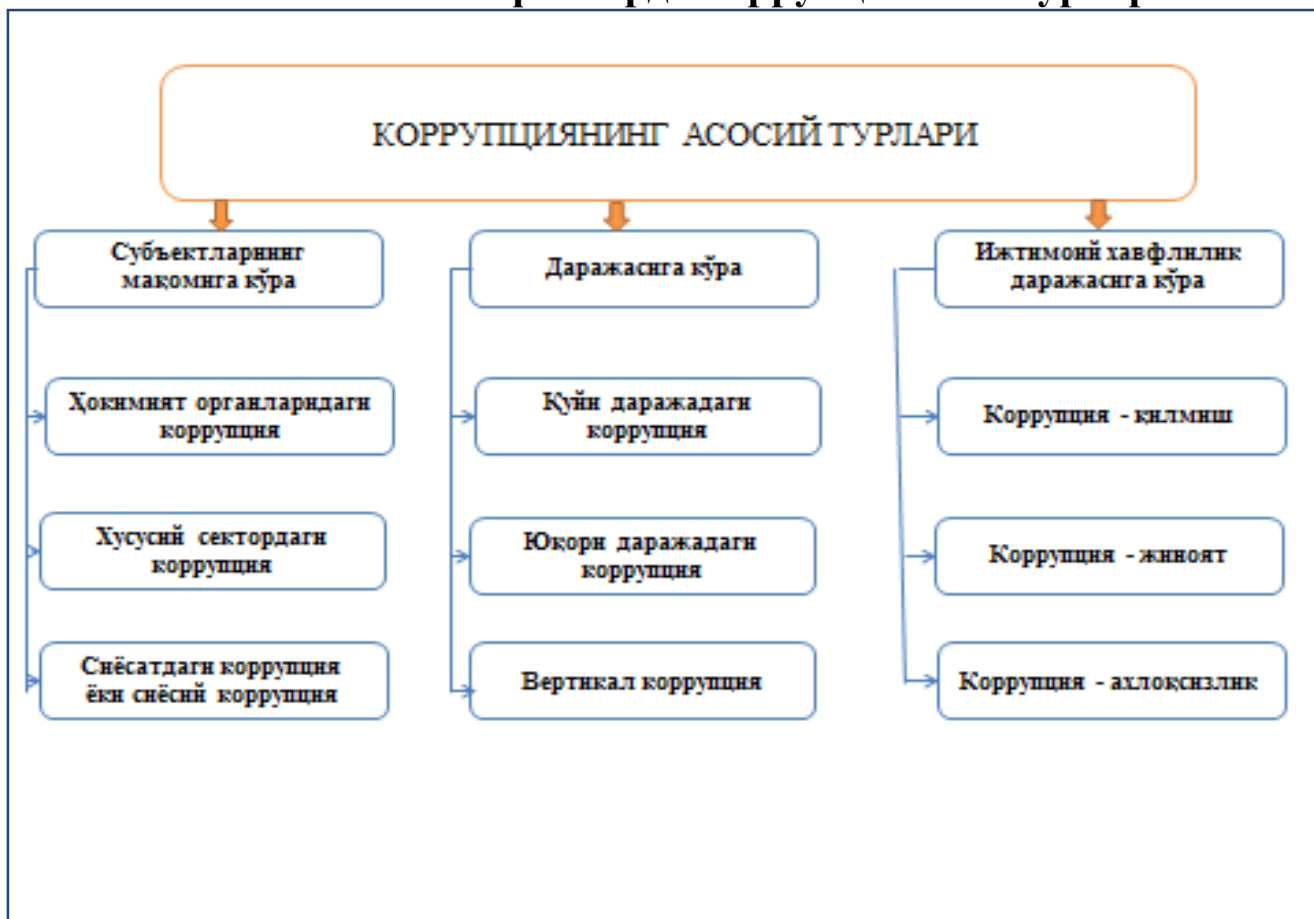 КОРРУПЦИЯНИНГ АСОСИЙ ТУРЛАРИ
Субъектларнинг
мақомига кўра
Ҳокимият органларидаги
коррупция
Хусусий сектордаги
коррупция
Сиёсатдаги коррупция
ёки сиёсий коррупция
Даражасига кўра
Қуйи даражадаги
коррупция
Юқори даражадаги
коррупция
Вертикал коррупция
Ижтимоий хавфлилик
даражасига кўра
Коррупция - қилмиш
Коррупция - жиноят
Коррупция - ахлоқсизлик